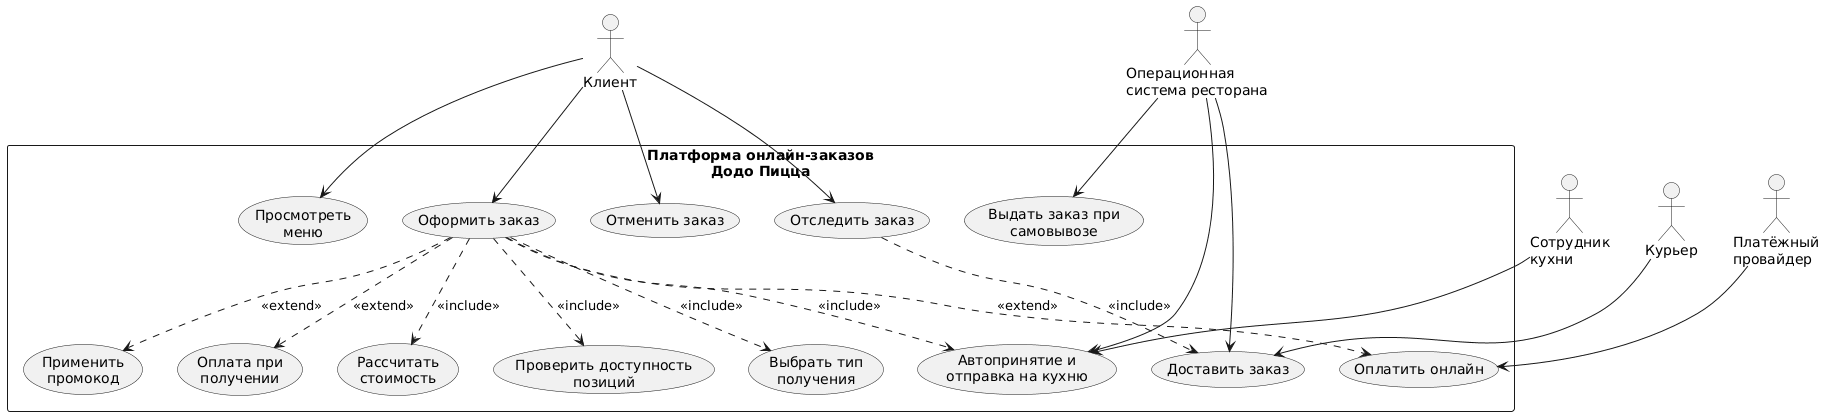 Клиент
Операционная
система ресторана
Платформа онлайн-заказов
Додо Пицца
Просмотреть
меню
Оформить заказ
Отменить заказ
Отследить заказ
Выдать заказ при
самовывозе
Сотрудник
кухни
Курьер
Платёжный
провайдер
«extend»
«extend»
«include»
«include»
«include»
«include»
«extend»
«include»
Применить
промокод
Оплата при
получении
Рассчитать
стоимость
Проверить доступность
позиций
Выбрать тип
получения
Автопринятие и
отправка на кухню
Доставить заказ
Оплатить онлайн